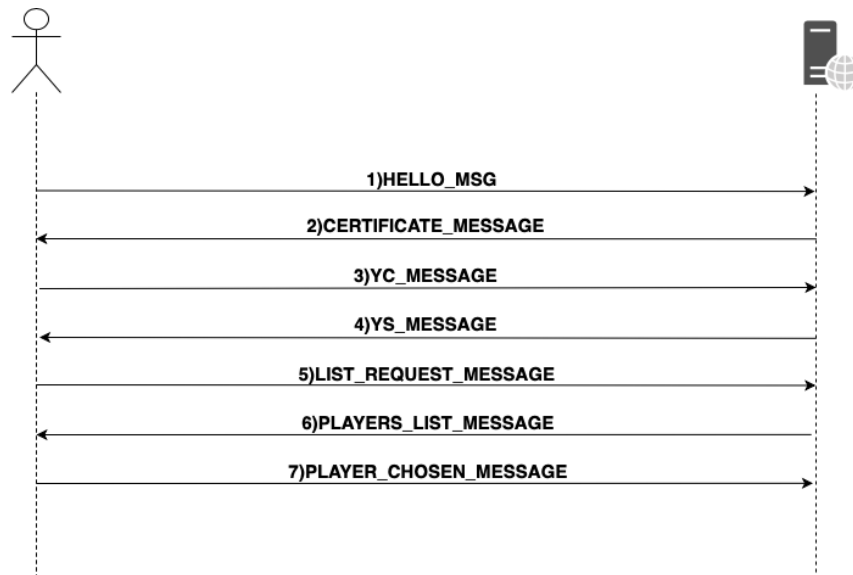 1)HELLO_MSG
2)CERTIFICATE_MESSAGE
3)YC_MESSAGE
4)YS_MESSAGE
5)LIST_REQUEST_MESSAGE
6)PLAYERS_LIST_MESSAGE
7)PLAYER_CHOSEN_MESSAGE